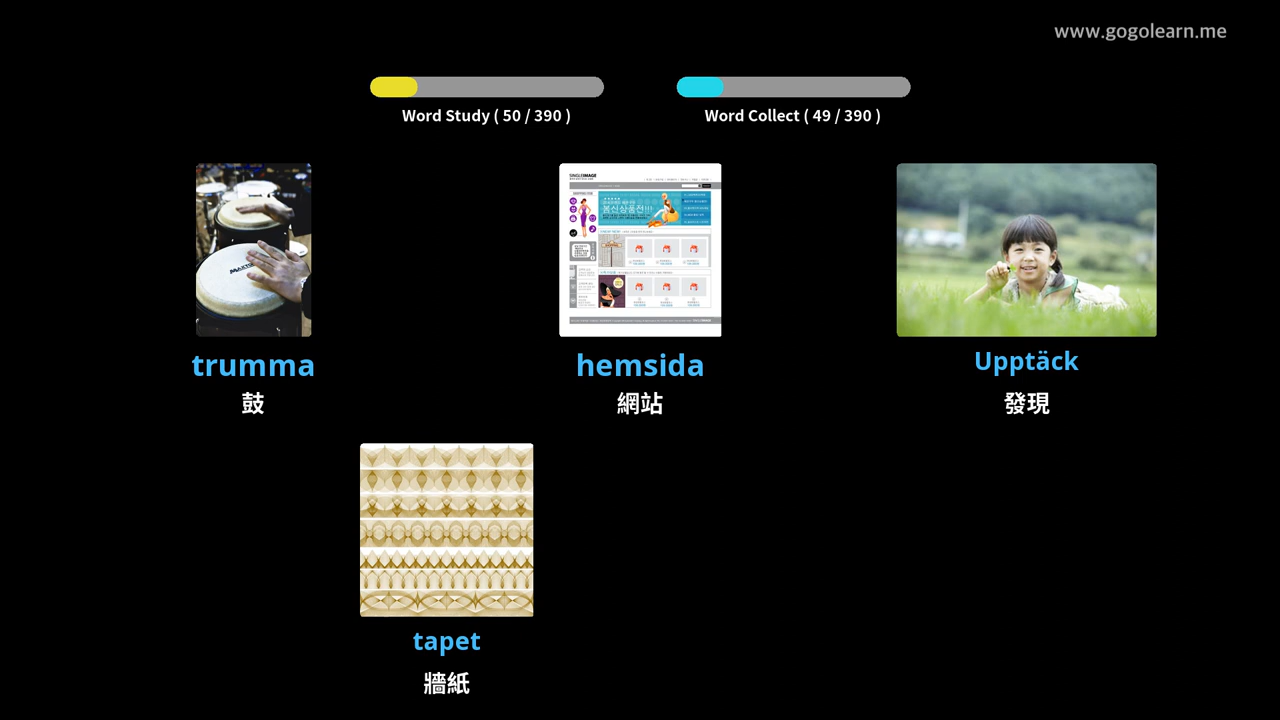 www.gogolearn.me
Word Study ( 50 / 390 )
Word Collect ( 49 / 390 )
trumma
鼓
hemsida
網站
Upptäck
發現
tapet
牆紙